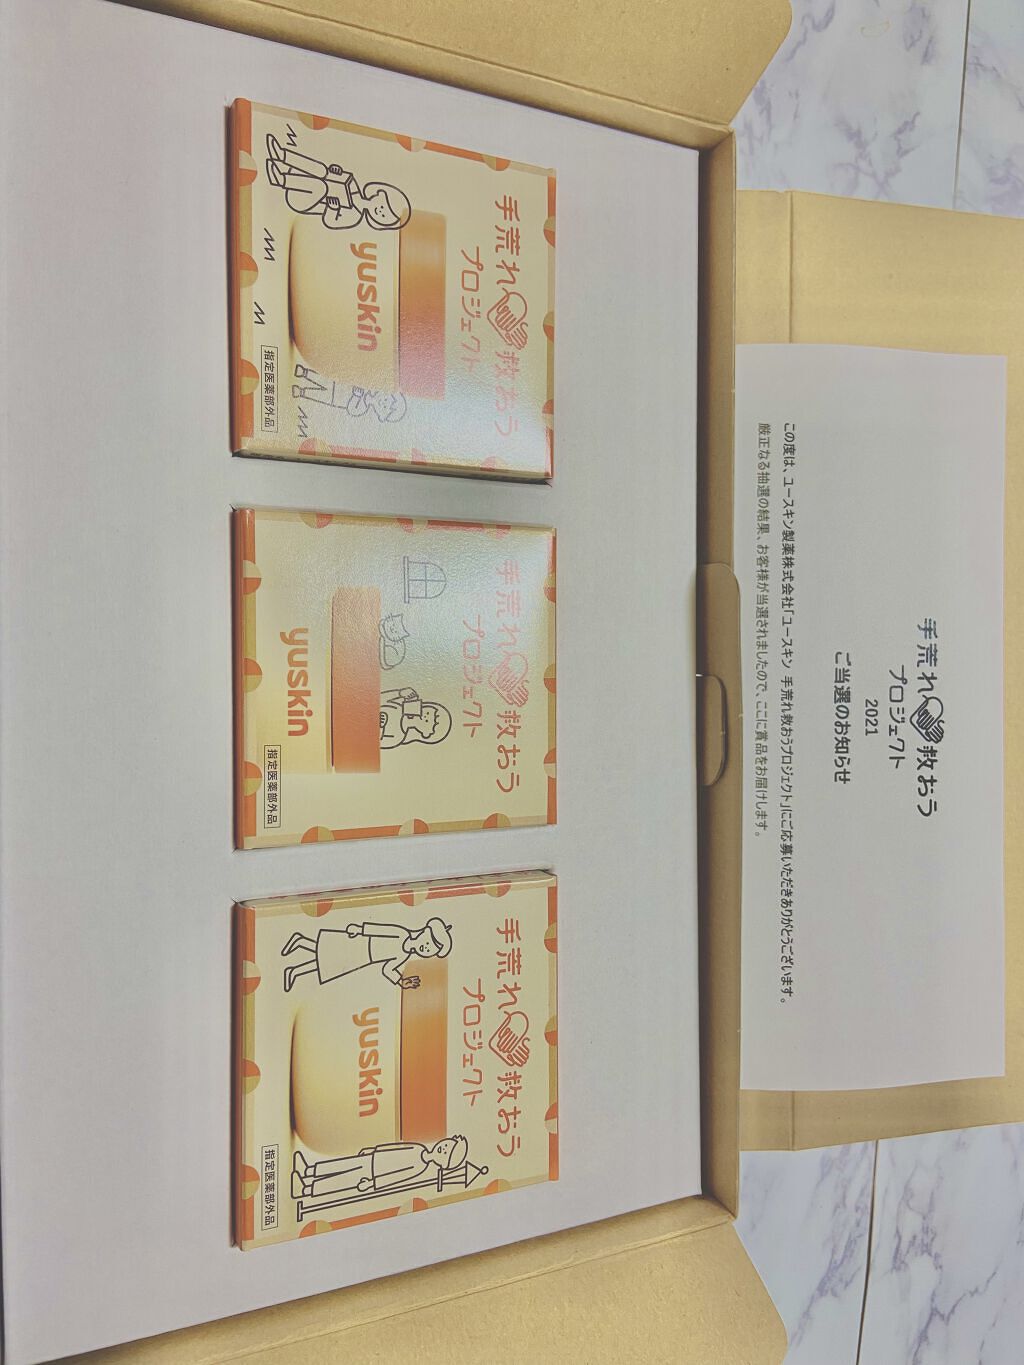 手荒れ救おう
プロジェクト
2021
ご当選のお知らせ
この度は、ユースキン製薬株式会社「ユースキン 手荒れ救おうプロジェクト」にご応募いただきありがとうございます。
厳正なる抽選の結果、お客様が当選されましたので、ここに賞品をお届けします。
手荒れ救おう
プロジェクト
yuskin
指定医薬部外品
手荒れ救おう
プロジェクト
yuskin
指定医薬部外品
手荒れ救おう
プロジェクト
yuskin
指定医薬部外品